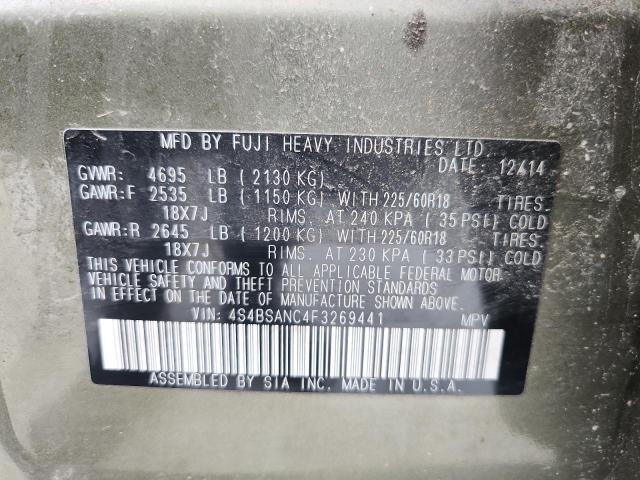 MFD BY FUJI HEAVY INDUSTRIES LTD.
DATE: 12414
GVWR: 4695 LB ( 2130 KG)
GAWR:F 2535 LB ( 1150 KG) WITH 225/60R18 TIRES
18X7J RIMS. AT 240 KPA ( 35 PSI) COLD
GAWR:R 2645 LB ( 1200 KG) WITH 225/60R18 TIRES
18X7J RIMS. AT 230 KPA ( 33 PSI) COLD
THIS VEHICLE CONFORMS TO ALL APPLICABLE FEDERAL MOTOR
VEHICLE SAFETY AND THEFT PREVENTION STANDARDS
IN EFFECT ON THE DATE OF MANUFACTURE SHOWN ABOVE.
VIN: 4S4BSANC4F3269441 MPV
ASSEMBLED BY SIA INC. MADE IN U.S.A.